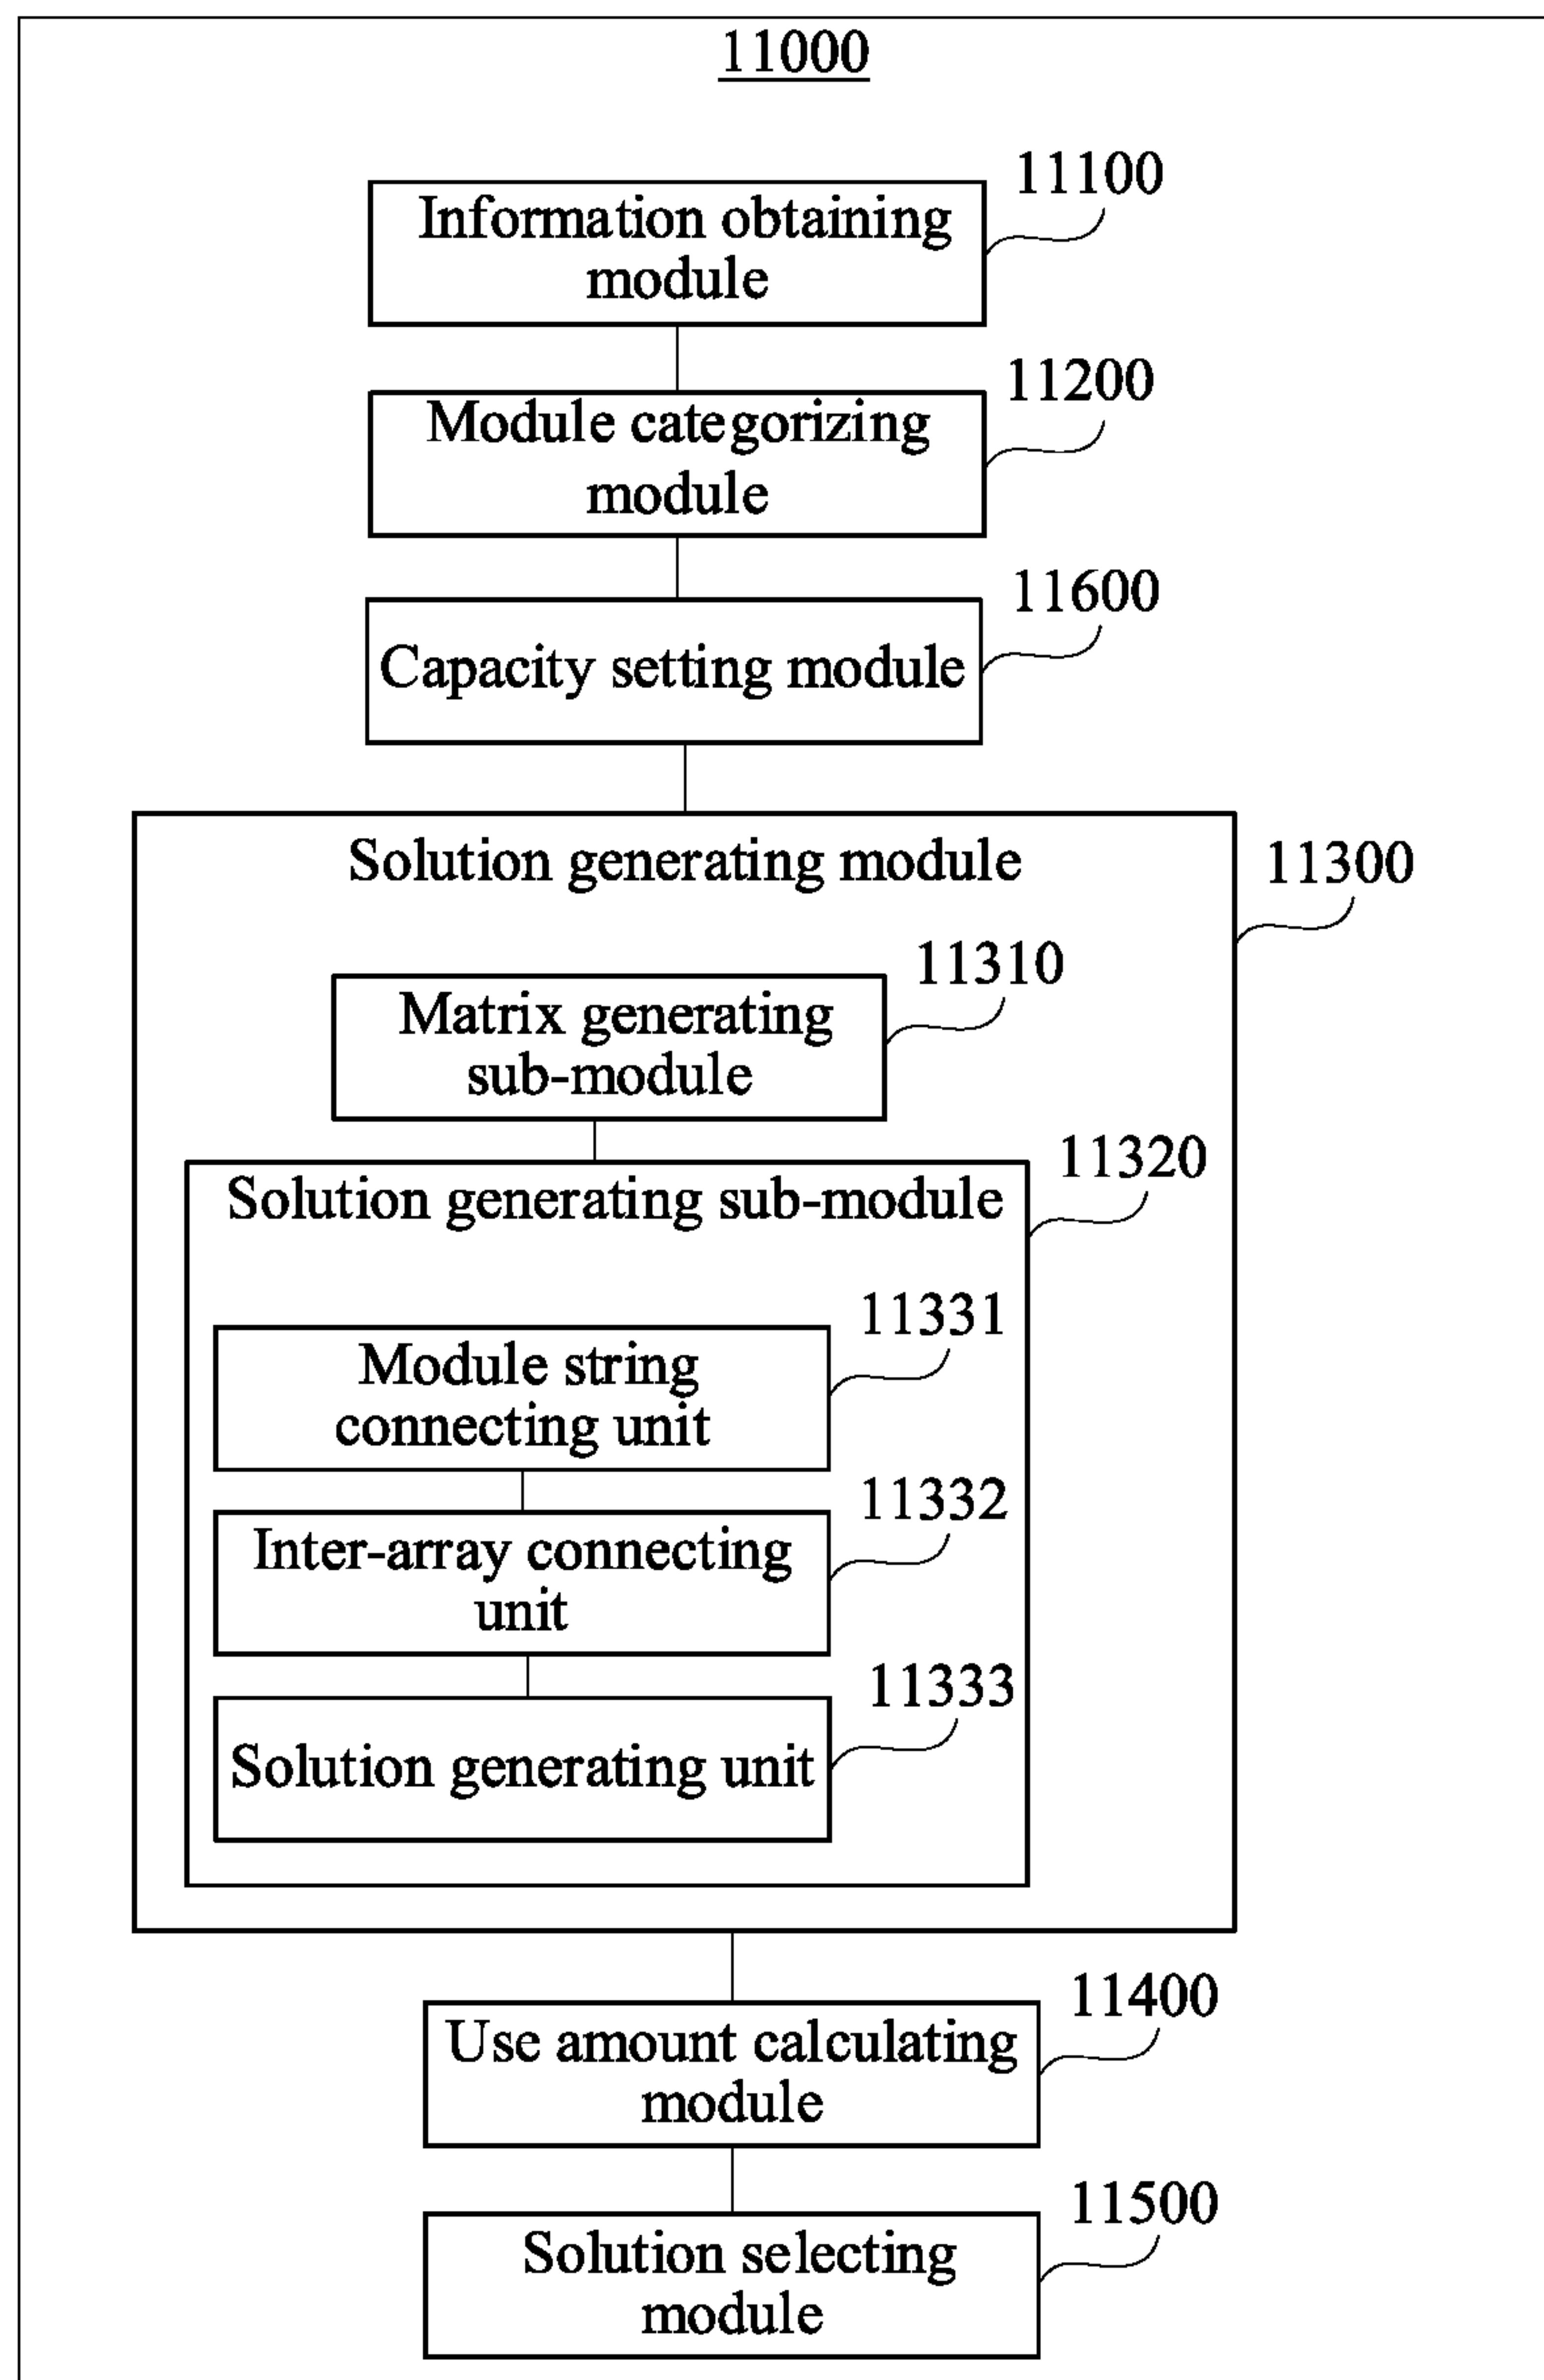 11000
11100
Information obtaining
module
11200
Module categorizing
module
11600
Capacity setting module
Solution generating module
11300
11310
Matrix generating
sub-module
11320
Solution generating sub-module
11331
Module string
connecting unit
11332
Inter-array connecting
unit
11333
Solution generating unit
11400
Use amount calculating
module
11500
Solution selecting
module